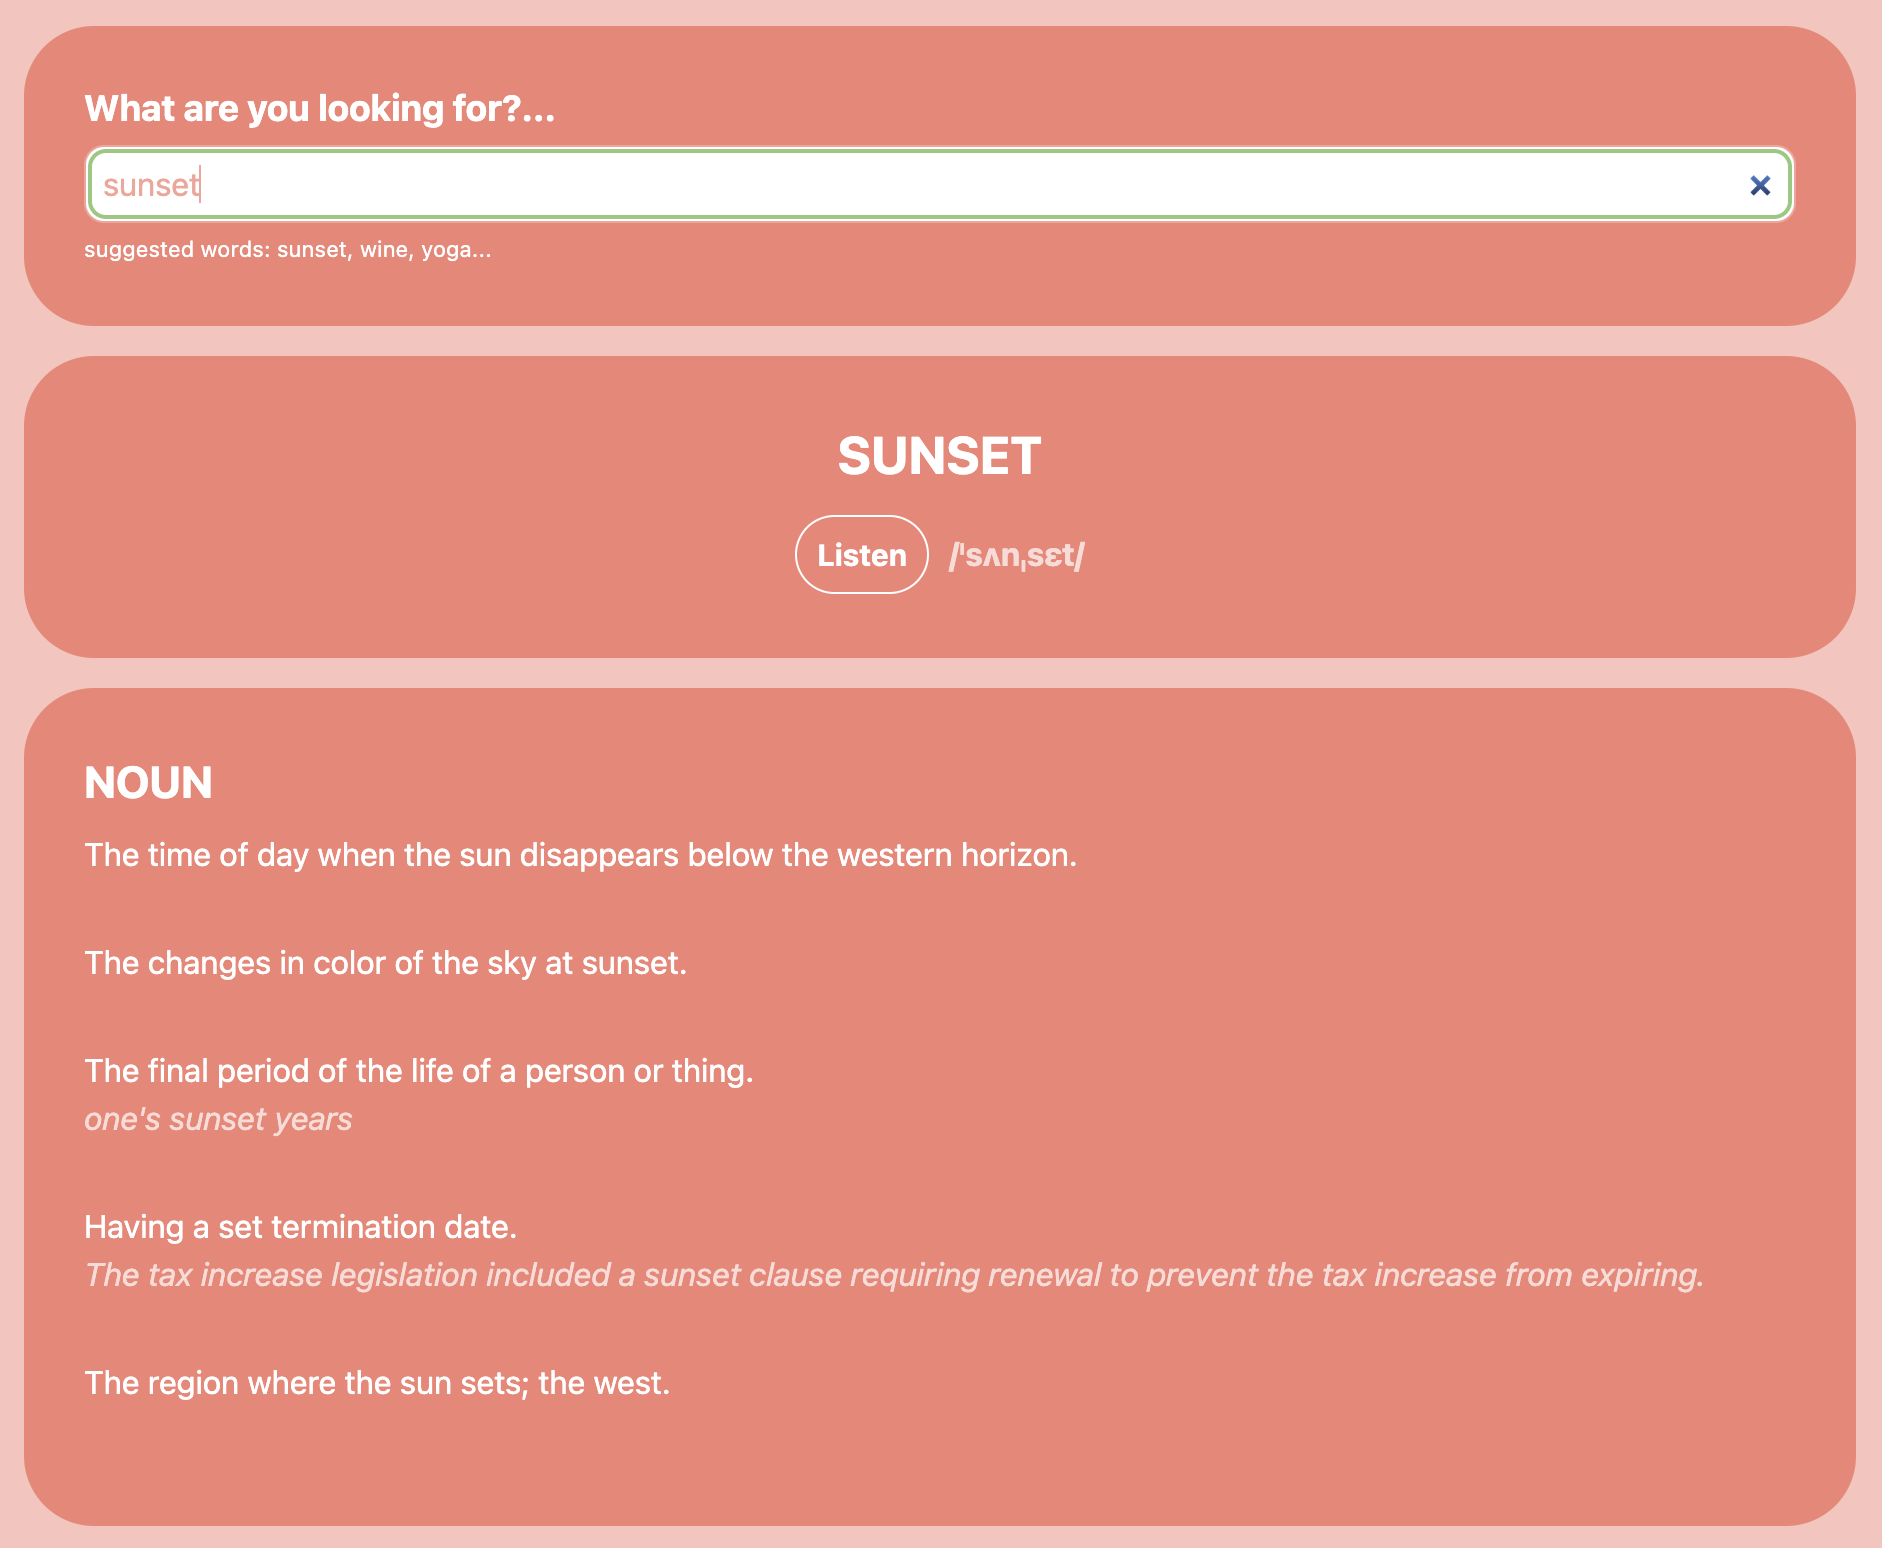 What are you looking for?...
sunset
suggested words: sunset, wine, yoga...
SUNSET
Listen /ˈsʌnˌsɛt/
NOUN
The time of day when the sun disappears below the western horizon.
The changes in color of the sky at sunset.
The final period of the life of a person or thing.
one's sunset years
Having a set termination date.
The tax increase legislation included a sunset clause requiring renewal to prevent the tax increase from expiring.
The region where the sun sets; the west.